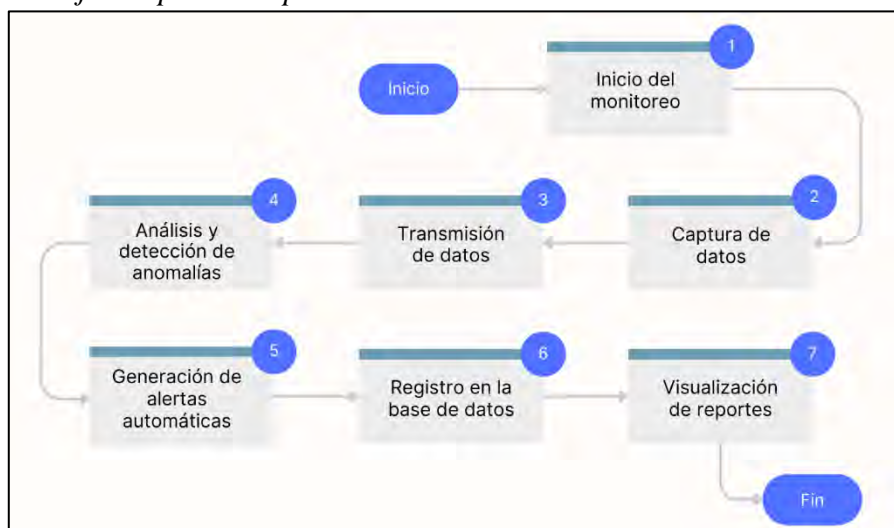 1
Inicio
Inicio del
monitoreo
2
Captura de
datos
3
Transmisión
de datos
4
Análisis y
detección de
anomalías
5
Generación de
alertas
automáticas
6
Registro en la
base de datos
7
Visualización
de reportes
Fin